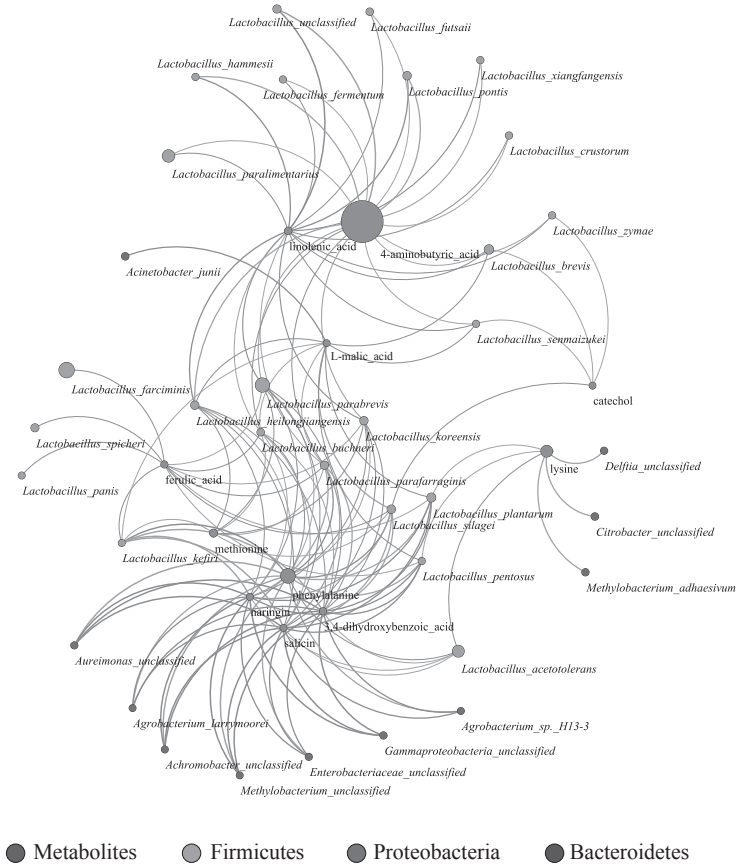 Lactobacillus_unclassified
Lactobacillus_futsaii
Lactobacillus_hammesii
Lactobacillus_xiangfangensis
Lactobacillus_fermentum
Lactobacillus_pontis
Lactobacillus_crustorum
Lactobacillus_paralimentarius
Lactobacillus_zymae
linolenic_acid
4-aminobutyric_acid
Lactobacillus_brevis
Acinetobacter_junii
Lactobacillus_senmaizukei
L-malic_acid
Lactobacillus_farciminis
catechol
Lactobacillus_parabrevis
Lactobacillus_heilongjiangensis
Lactobacillus_koreensis
Lactobacillus_spicheri
Lactobacillus_buchneri
lysine
Delftia_unclassified
ferulic_acid
Lactobacillus_parafarraginis
Lactobacillus_panis
Lactobacillus_plantarum
Lactobacillus_silagei
Citrobacter_unclassified
methionine
Lactobacillus_kefiri
Lactobacillus_pentosus
Methylobacterium_adhaesivum
phenylalanine
naringin
3,4-dihydroxybenzoic_acid
salicin
Aureimonas_unclassified
Lactobacillus_acetotolerans
Agrobacterium_larrymoorei
Agrobacterium_sp._H13-3
Gammaproteobacteria_unclassified
Achromobacter_unclassified
Enterobacteriaceae_unclassified
Methylobacterium_unclassified
Metabolites Firmicutes Proteobacteria Bacteroidetes